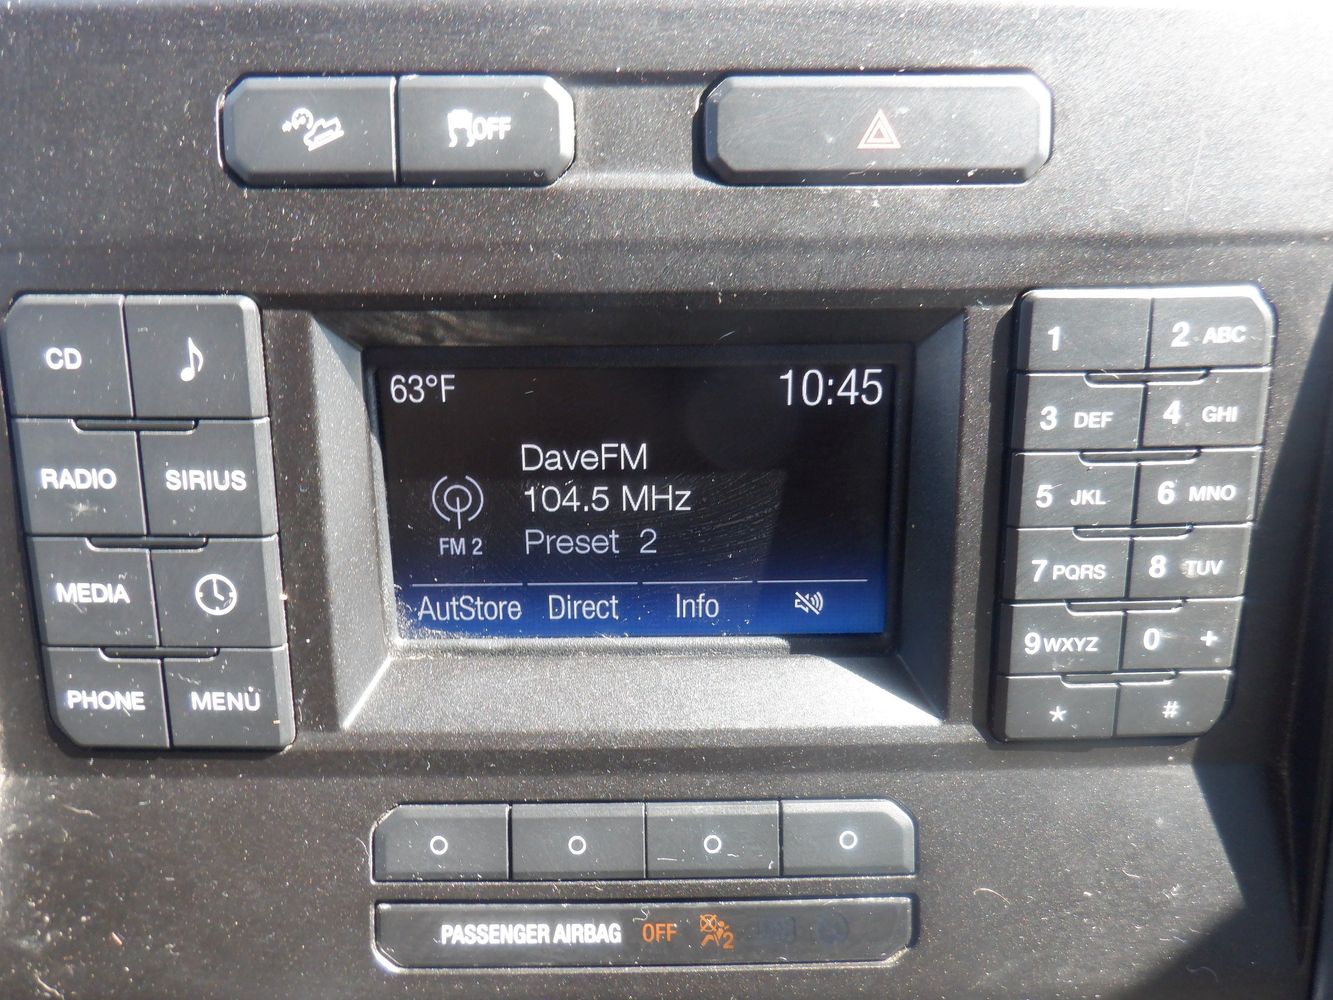 OFF
CD
RADIO SIRIUS
MEDIA
PHONE MENU
63°F 10:45
DaveFM
104.5 MHz
FM 2 Preset 2
AutStore Direct Info
1 2 ABC
3 DEF 4 GHI
5 JKL 6 MNO
7 PQRS 8 TUV
9 WXYZ 0 +
* #
PASSENGER AIRBAG OFF 2